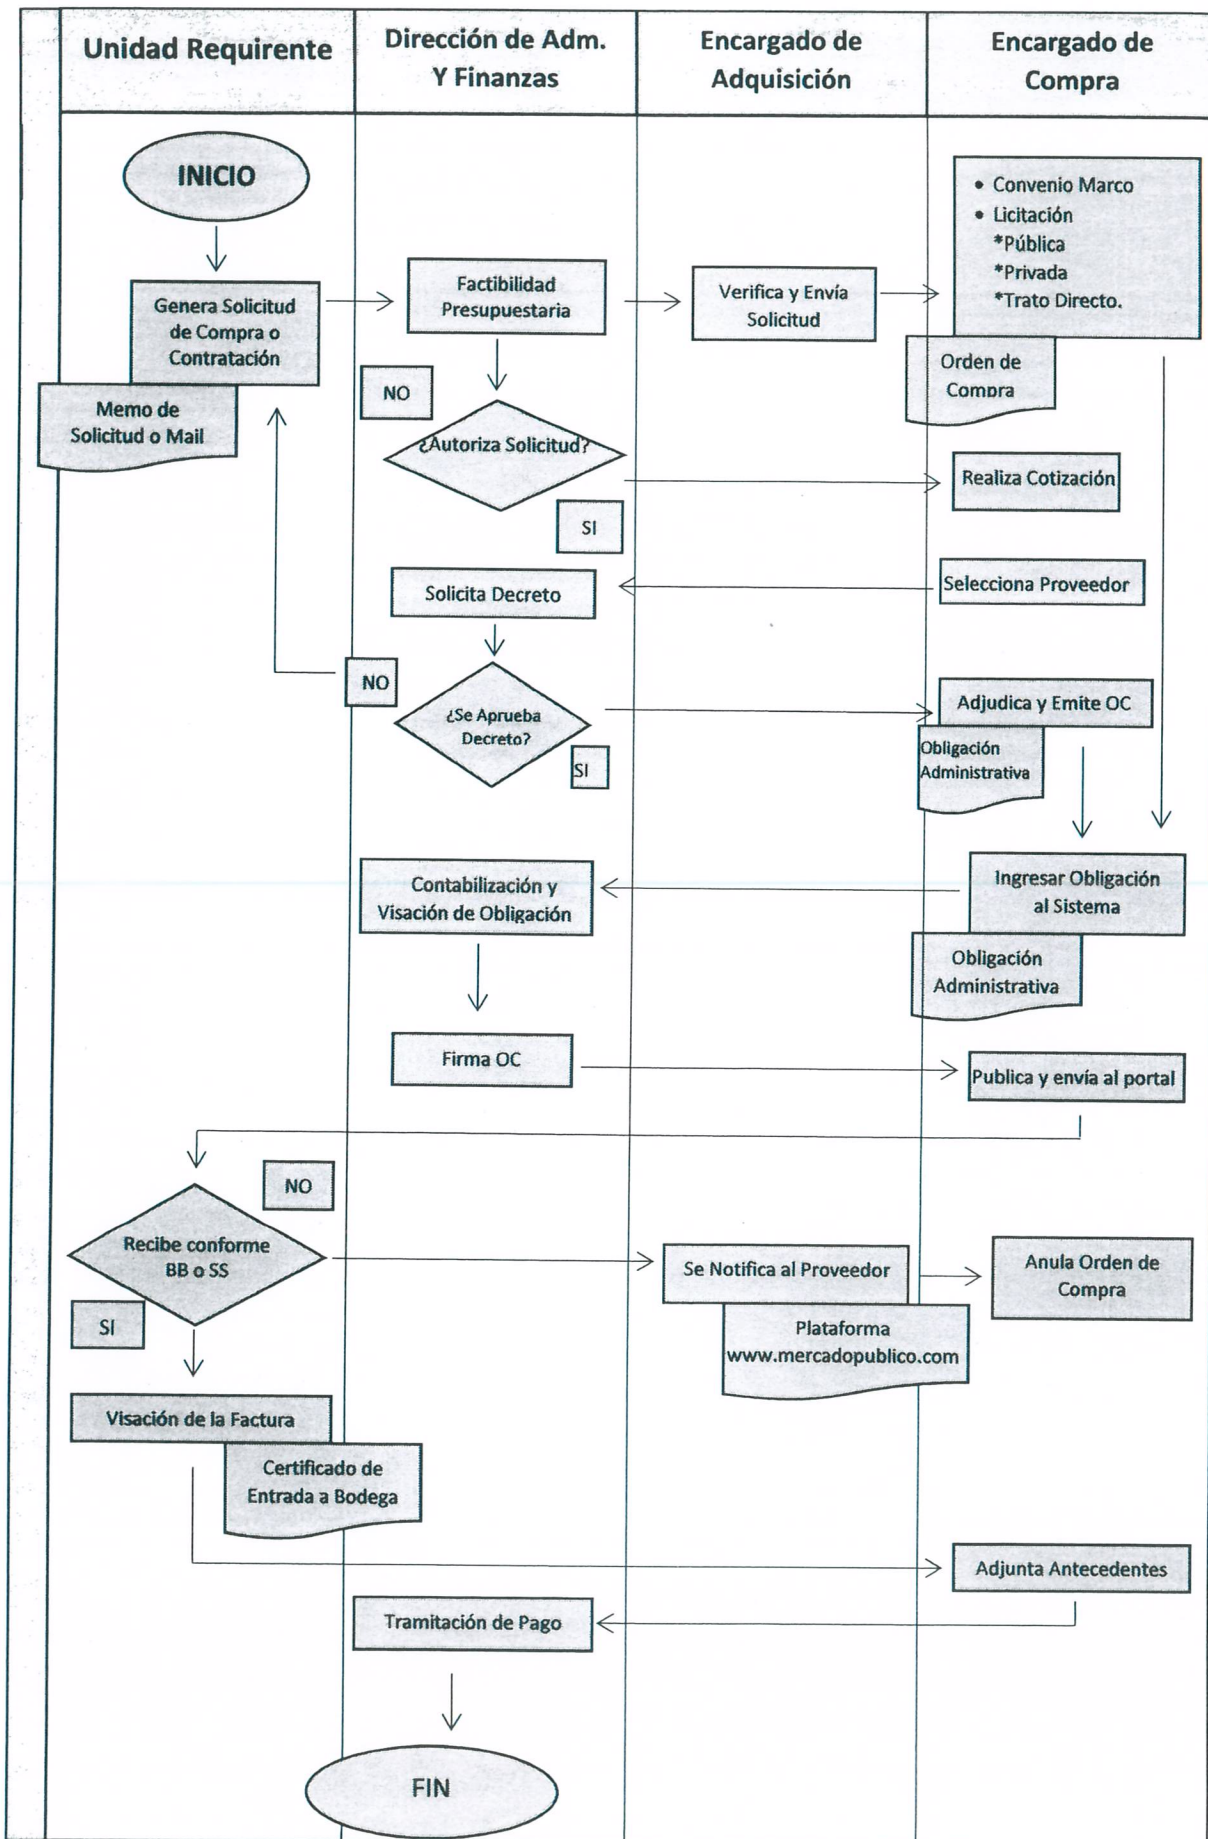 Unidad Requirente
Dirección de Adm.
Y Finanzas
Encargado de
Adquisición
Encargado de
Compra
INICIO
• Convenio Marco
• Licitación
*Pública
*Privada
*Trato Directo.
Genera Solicitud
de Compra o
Contratación
Factibilidad
Presupuestaria
Verifica y Envía
Solicitud
Orden de
Compra
Memo de
Solicitud o Mail
NO
¿Autoriza Solicitud?
SI
Realiza Cotización
Solicita Decreto
Selecciona Proveedor
NO
¿Se Aprueba
Decreto?
SI
Adjudica y Emite OC
Obligación
Administrativa
Contabilización y
Visación de Obligación
Ingresar Obligación
al Sistema
Obligación
Administrativa
Firma OC
Publica y envía al portal
NO
Recibe conforme
BB o SS
SI
Se Notifica al Proveedor
Anula Orden de
Compra
Plataforma
www.mercadopublico.com
Visación de la Factura
Certificado de
Entrada a Bodega
Adjunta Antecedentes
Tramitación de Pago
FIN